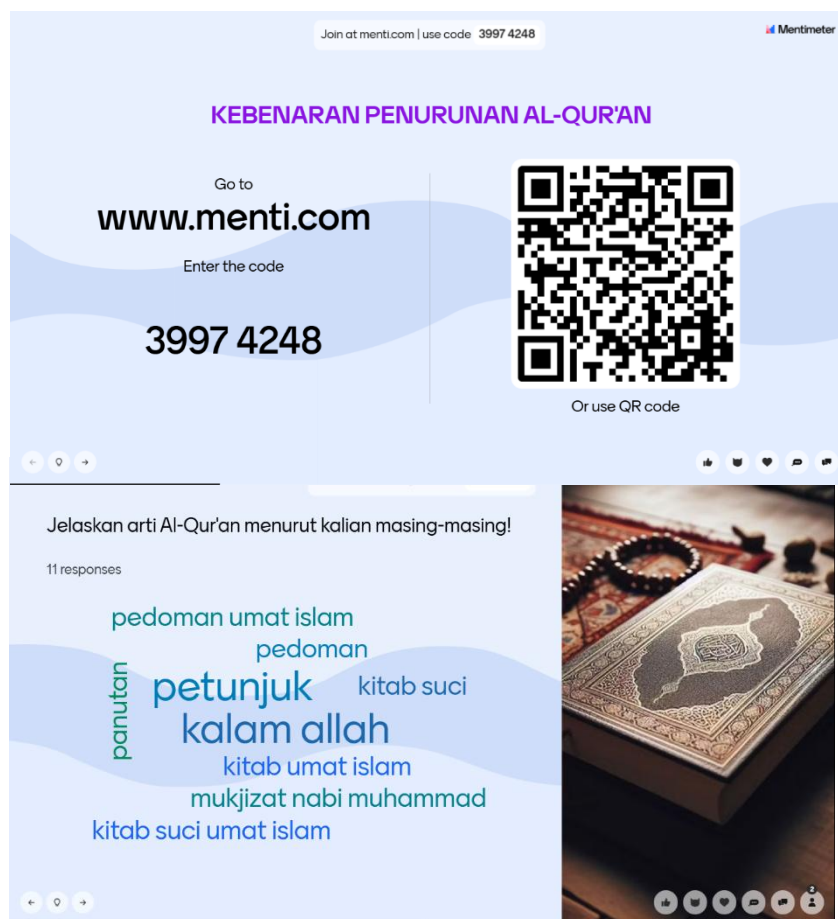 Join at menti.com | use code 3997 4248
Mentimeter
KEBENARAN PENURUNAN AL-QUR'AN
Go to
www.menti.com
Enter the code
3997 4248
Or use QR code
Jelaskan arti Al-Qur'an menurut kalian masing-masing!
11 responses
pedoman umat islam
pedoman
panutan
petunjuk
kitab suci
kalam allah
kitab umat islam
mukjizat nabi muhammad
kitab suci umat islam
2